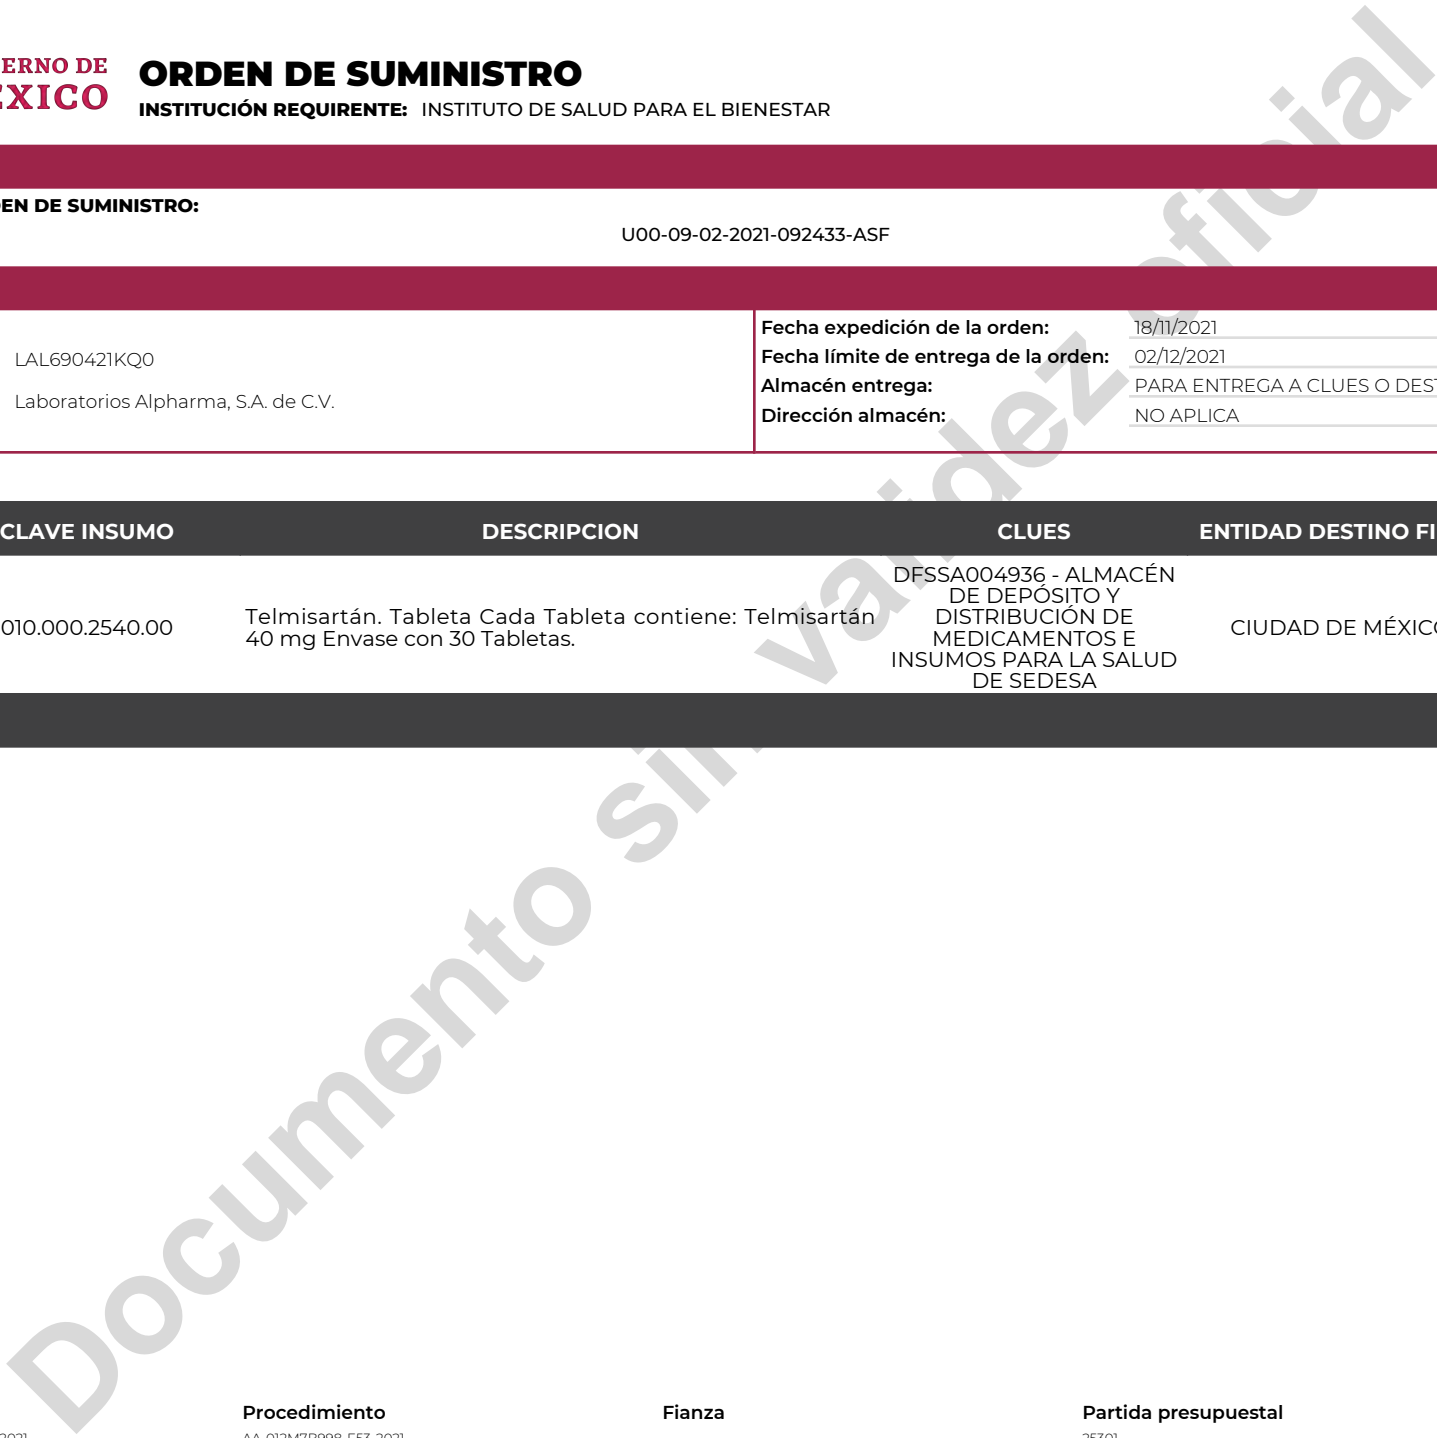 ERNO DE
ÉXICO
ORDEN DE SUMINISTRO
INSTITUCIÓN REQUIRENTE: INSTITUTO DE SALUD PARA EL BIENESTAR
EN DE SUMINISTRO:
U00-09-02-2021-092433-ASF
LAL690421KQ0
Laboratorios Alpharma, S.A. de C.V.
Fecha expedición de la orden: 18/11/2021
Fecha límite de entrega de la orden: 02/12/2021
Almacén entrega: PARA ENTREGA A CLUES O DEST
Dirección almacén: NO APLICA
CLAVE INSUMO DESCRIPCION CLUES ENTIDAD DESTINO FI
010.000.2540.00
Telmisartán. Tableta Cada Tableta contiene: Telmisartán
40 mg Envase con 30 Tabletas.
DFSSA004936 - ALMACÉN
DE DEPÓSITO Y
DISTRIBUCIÓN DE
MEDICAMENTOS E
INSUMOS PARA LA SALUD
DE SEDESA
CIUDAD DE MÉXICO
Documento sin validez oficial
Procedimiento Fianza Partida presupuestal